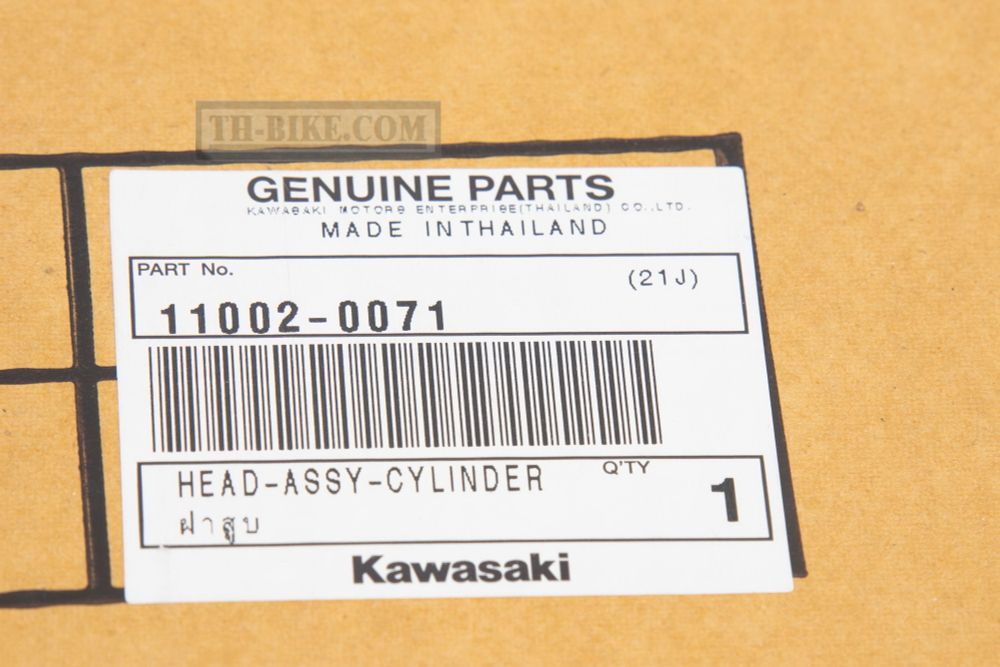 TH-BIKE.COM
GENUINE PARTS
KAWASAKI MOTORS ENTERPRISE(THAILAND) CO.,LTD.
MADE INTHAILAND
PART No.
(21J)
11002-0071
HEAD-ASSY-CYLINDER
Q'TY
1
ฝาสูบ
Kawasaki